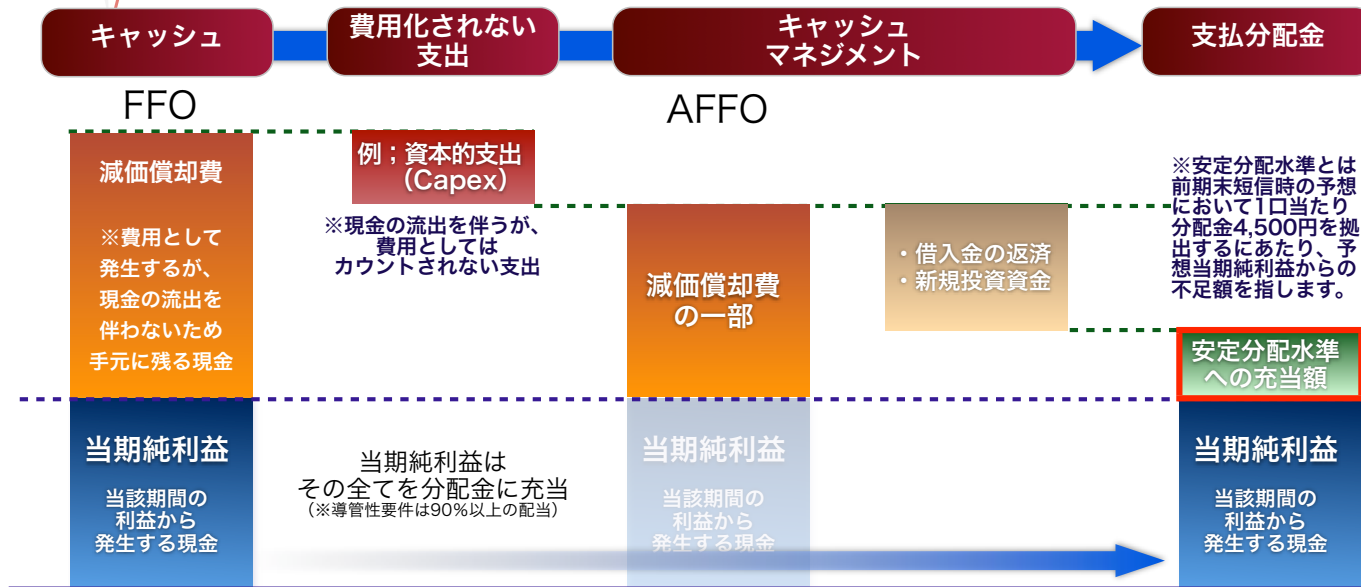 キャッシュ
費用化されない
支出
キャッシュ
マネジメント
支払分配金
FFO
減価償却費
※費用として
発生するが、
現金の流出を
伴わないため
手元に残る現金
当期純利益
当該期間の
利益から
発生する現金
例；資本的支出
（Capex）
※現金の流出を伴うが、
費用としては
カウントされない支出
当期純利益は
その全てを分配金に充当
（※導管性要件は90%以上の配当）
AFFO
減価償却費
の一部
当期純利益
当該期間の
利益から
発生する現金
・借入金の返済
・新規投資資金
※安定分配水準とは
前期末短信時の予想
において1口当たり
分配金4,500円を拠
出するにあたり、予
想当期純利益からの
不足額を指します。
安定分配水準
への充当額
当期純利益
当該期間の
利益から
発生する現金